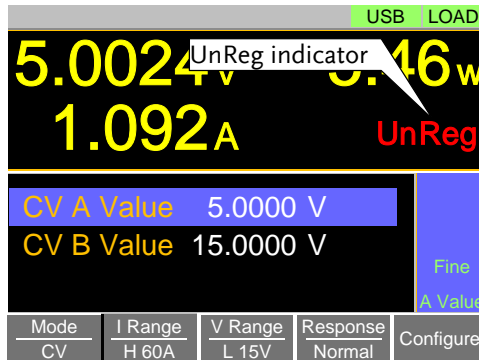 USB LOAD
5.0024V 5.46W
UnReg indicator
1.092A UnReg
CV A Value 5.0000 V
CV B Value 15.0000 V
Fine
A Value
Mode I Range V Range Response Configure
CV H 60A L 15V Normal